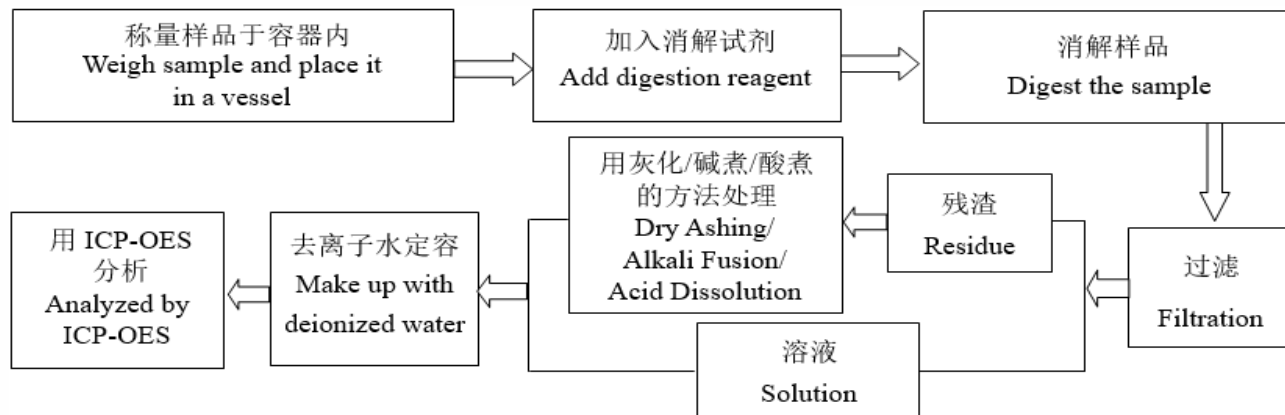 称量样品于容器内
Weigh sample and place it
in a vessel
加入消解试剂
Add digestion reagent
消解样品
Digest the sample
过滤
Filtration
残渣
Residue
溶液
Solution
用灰化/碱煮/酸煮
的方法处理
Dry Ashing/
Alkali Fusion/
Acid Dissolution
去离子水定容
Make up with
deionized water
用 ICP-OES
分析
Analyzed by
ICP-OES